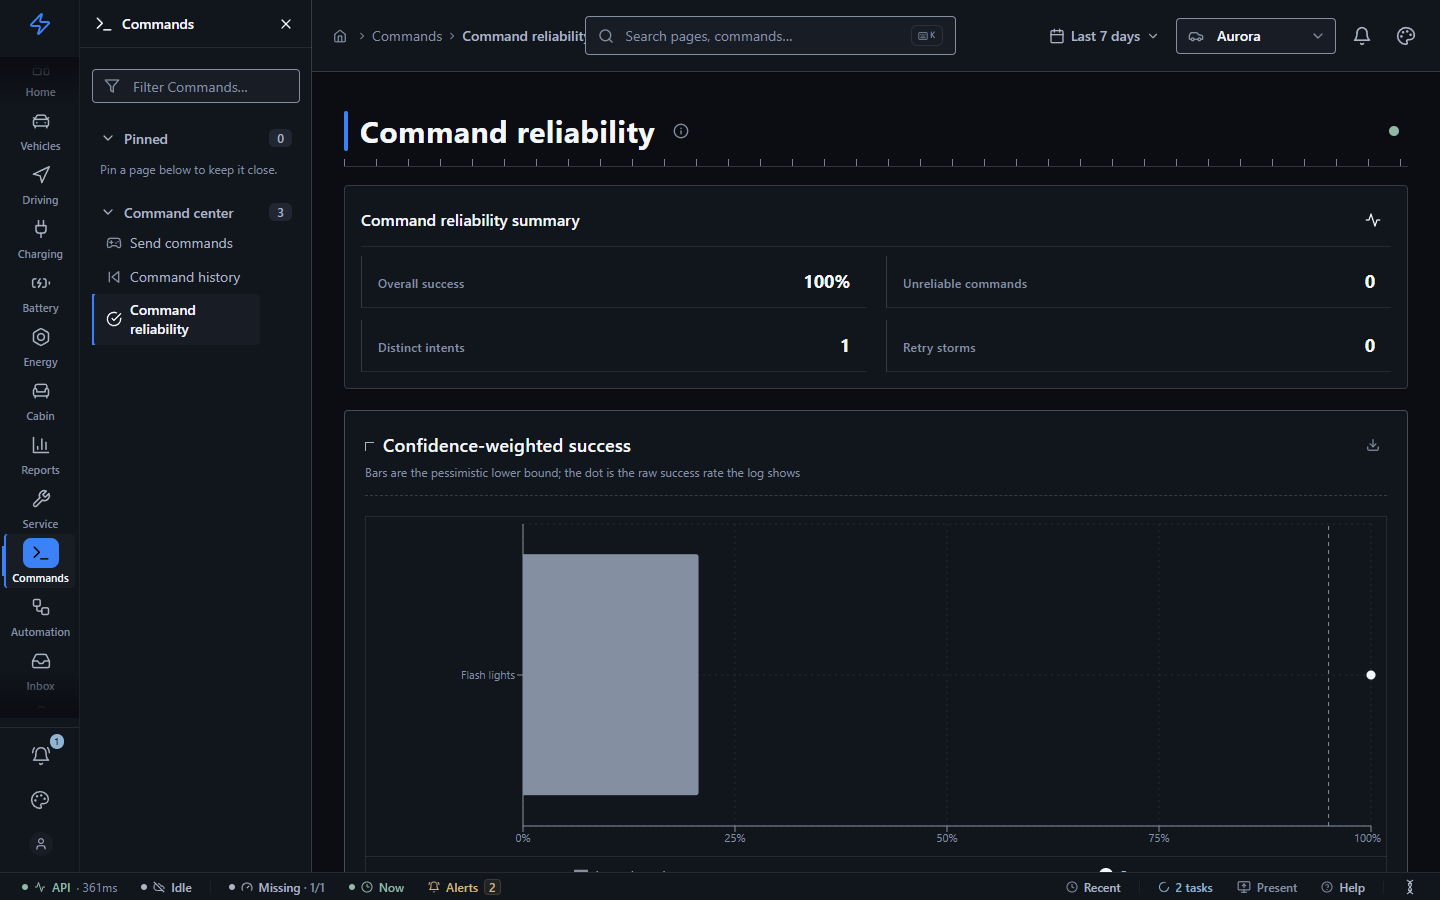 Commands
Home
Vehicles
Driving
Charging
Battery
Energy
Cabin
Reports
Service
Commands
Automation
Inbox
1
Filter Commands...
Pinned 0
Pin a page below to keep it close.
Command center 3
Send commands
Command history
Command
reliability
Commands
Command reliability
Search pages, commands...
K
Last 7 days
Aurora
Command reliability
Command reliability summary
Overall success 100%
Unreliable commands 0
Distinct intents 1
Retry storms 0
Confidence-weighted success
Bars are the pessimistic lower bound; the dot is the raw success rate the log shows
Flash lights
0% 25% 50% 75% 100%
API · 361ms
Idle
Missing · 1/1
Now
Alerts 2
Recent
2 tasks
Present
Help